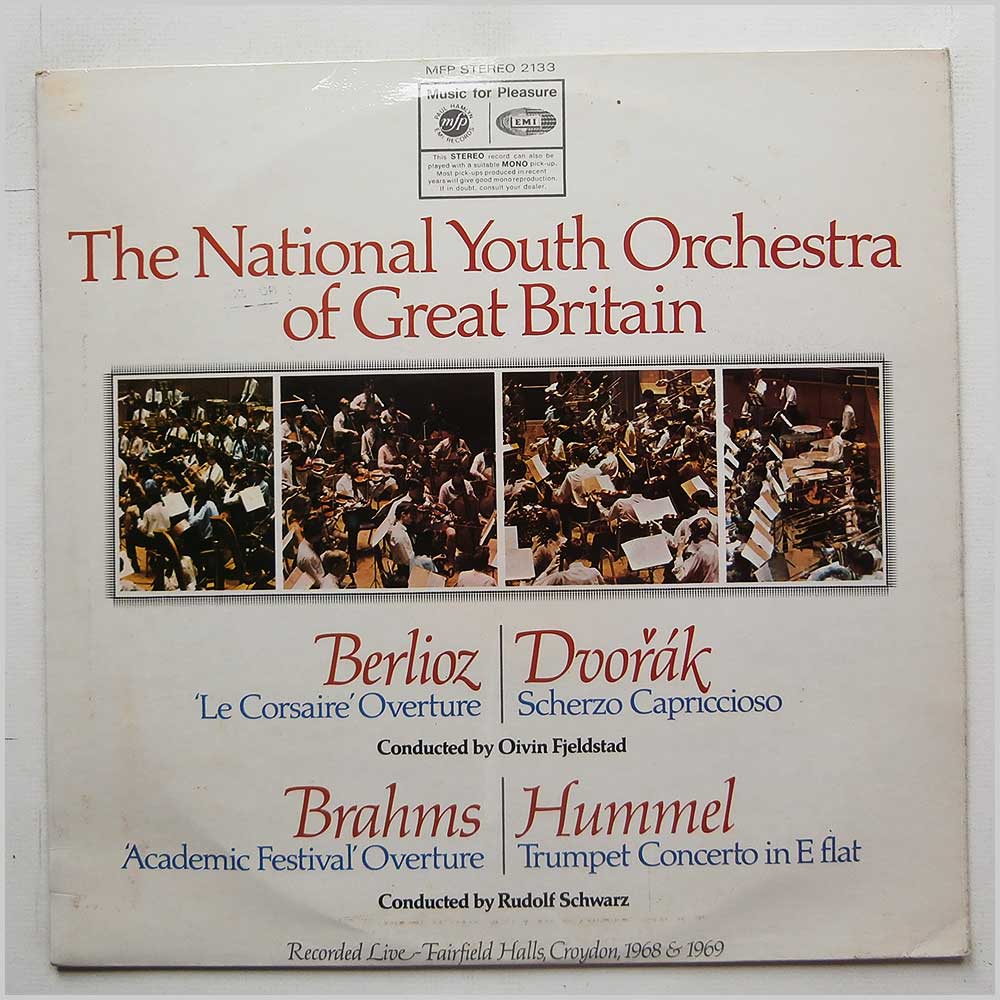 MFP STEREO 2133
Music for Pleasure
PAUL HAMLYN
mfp
EMI RECORDS
EMI
This STEREO record can also be
played with a suitable MONO pick-up.
Most pick-ups produced in recent
years will give good mono reproduction.
If in doubt, consult your dealer.
The National Youth Orchestra
of Great Britain
Berlioz
'Le Corsaire' Overture
Dvořák
Scherzo Capriccioso
Conducted by Oivin Fjeldstad
Brahms
'Academic Festival' Overture
Hummel
Trumpet Concerto in E flat
Conducted by Rudolf Schwarz
Recorded Live - Fairfield Halls, Croydon, 1968 & 1969